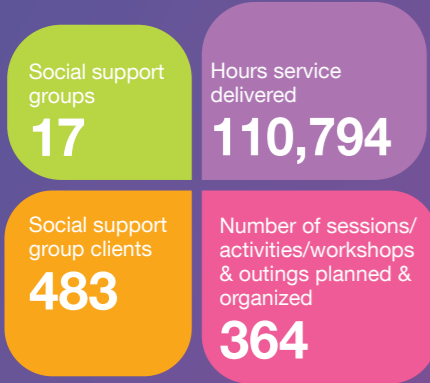 Social support
groups
17
Hours service
delivered
110,794
Social support
group clients
483
Number of sessions/
activities/workshops
& outings planned &
organized
364